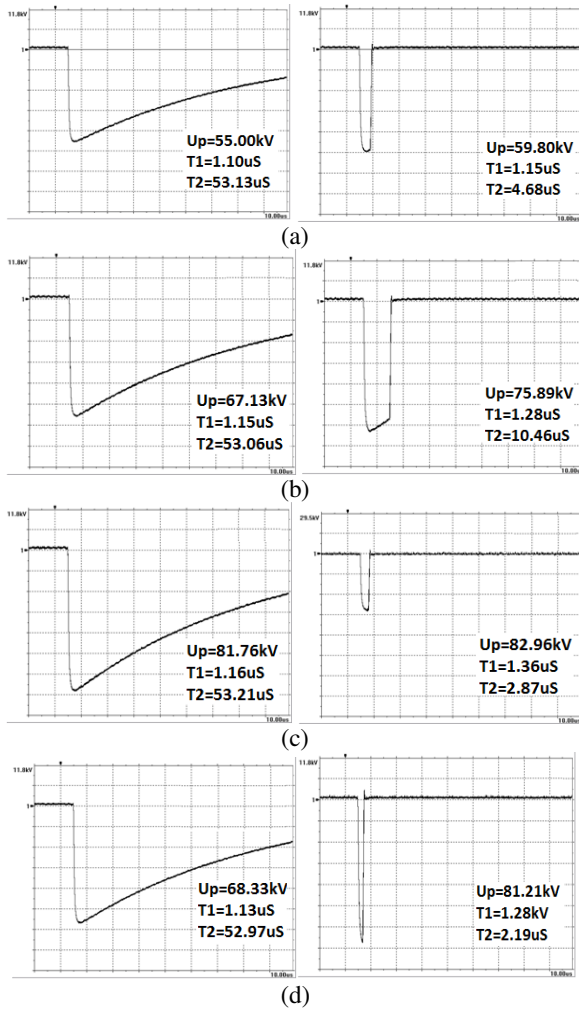 11.8kV
1
Up=55.00kV
T1=1.10uS
T2=53.13uS
10.00us
11.8kV
1
Up=59.80kV
T1=1.15uS
T2=4.68uS
10.00us
(a)
11.8kV
1
Up=67.13kV
T1=1.15uS
T2=53.06uS
10.00us
11.8kV
1
Up=75.89kV
T1=1.28uS
T2=10.46uS
10.00us
(b)
11.8kV
1
Up=81.76kV
T1=1.16uS
T2=53.21uS
10.00us
29.5kV
1
Up=82.96kV
T1=1.36uS
T2=2.87uS
10.00us
(c)
11.8kV
1
Up=68.33kV
T1=1.13uS
T2=52.97uS
10.00us
11.8kV
1
Up=81.21kV
T1=1.28kV
T2=2.19uS
10.00us
(d)